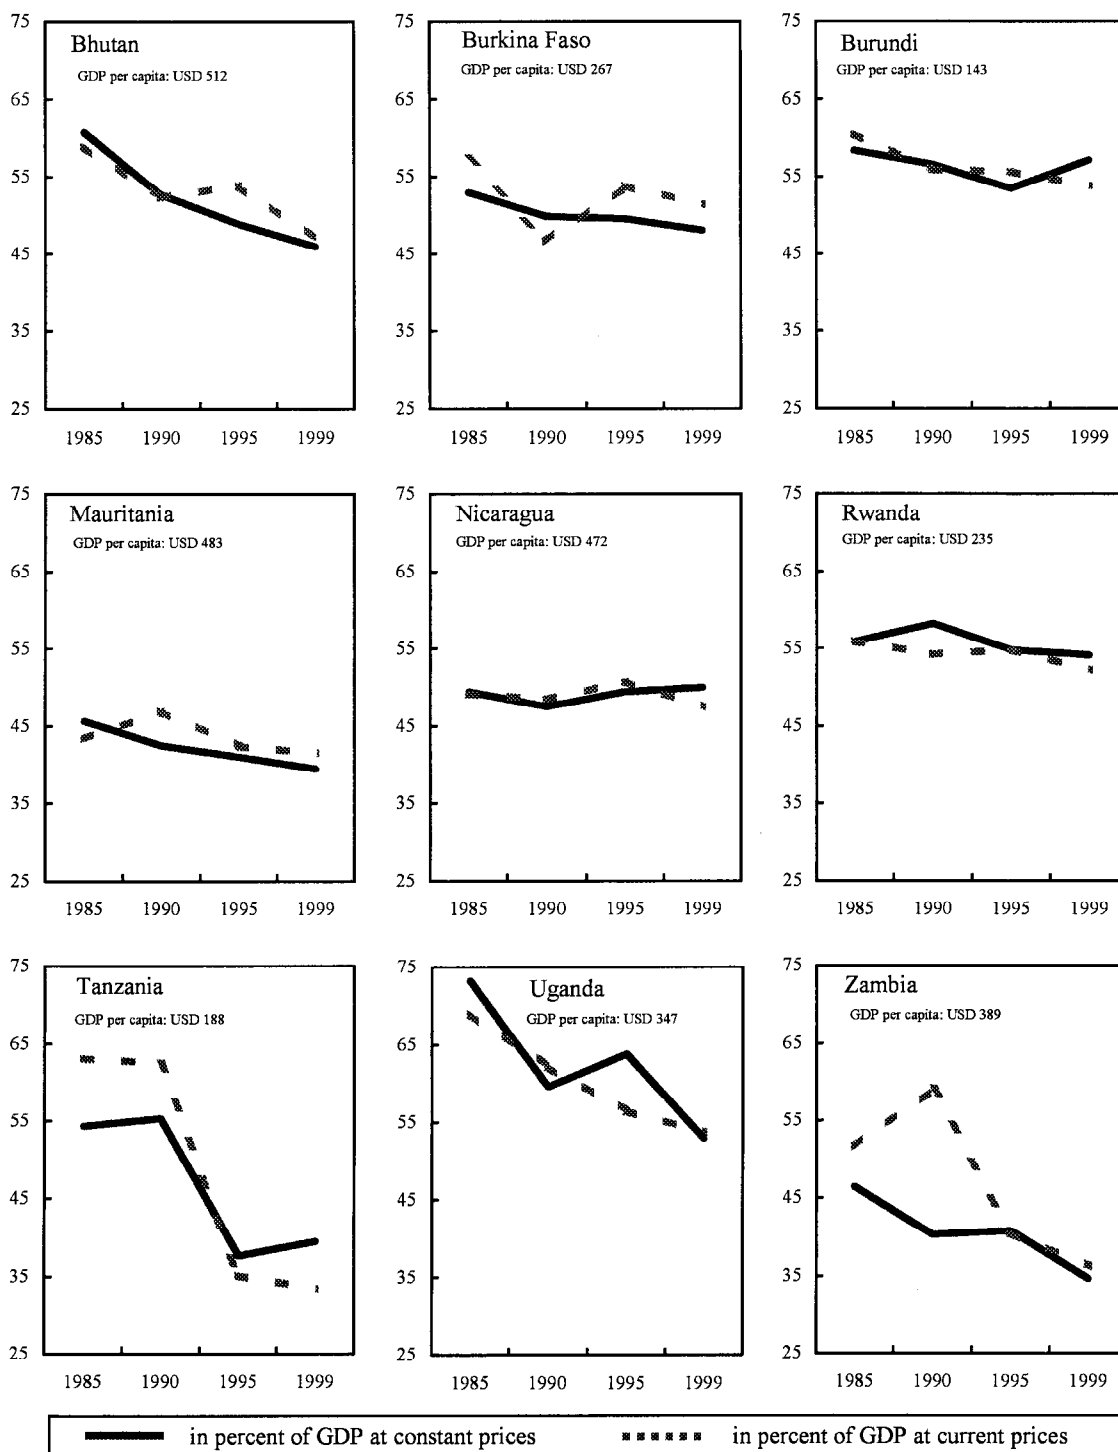 75 75 75
Bhutan Burkina Faso Burundi
GDP per capita: USD 512 GDP per capita: USD 267 GDP per capita: USD 143
65 65 65
55 55 55
45 45 45
35 35 35
25 25 25
1985 1990 1995 1999 1985 1990 1995 1999 1985 1990 1995 1999
75 75 75
Mauritania Nicaragua Rwanda
GDP per capita: USD 483 GDP per capita: USD 472 GDP per capita: USD 235
65 65 65
55 55 55
45 45 45
35 35 35
25 25 25
1985 1990 1995 1999 1985 1990 1995 1999 1985 1990 1995 1999
75 75 75
Tanzania Uganda Zambia
GDP per capita: USD 188 GDP per capita: USD 347 GDP per capita: USD 389
65 65 65
55 55 55
45 45 45
35 35 35
25 25 25
1985 1990 1995 1999 1985 1990 1995 1999 1985 1990 1995 1999
in percent of GDP at constant prices in percent of GDP at current prices